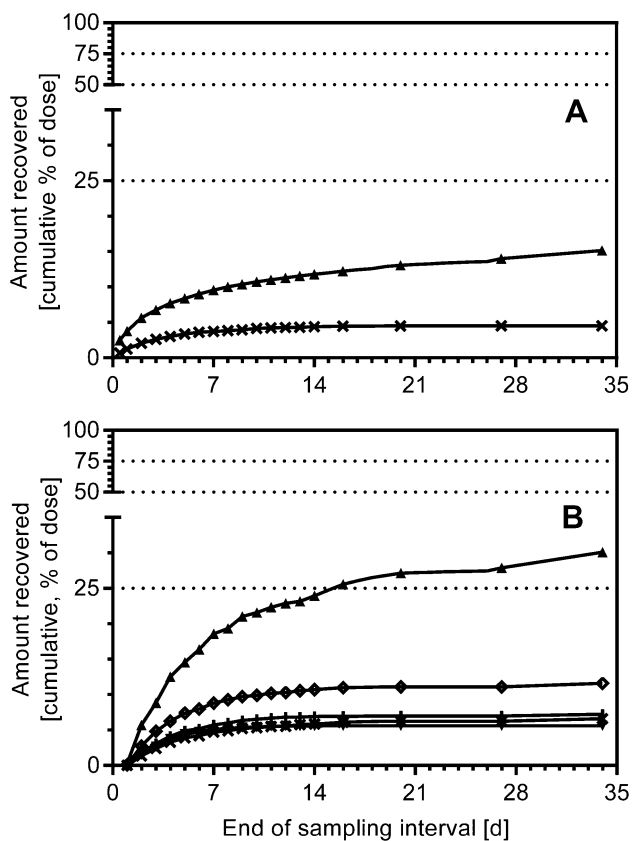 100
75
50
25
0
Amount recovered
[cumulative % of dose]
A
0 7 14 21 28 35
100
75
50
25
0
Amount recovered
[cumulative, % of dose]
B
0 7 14 21 28 35
End of sampling interval [d]